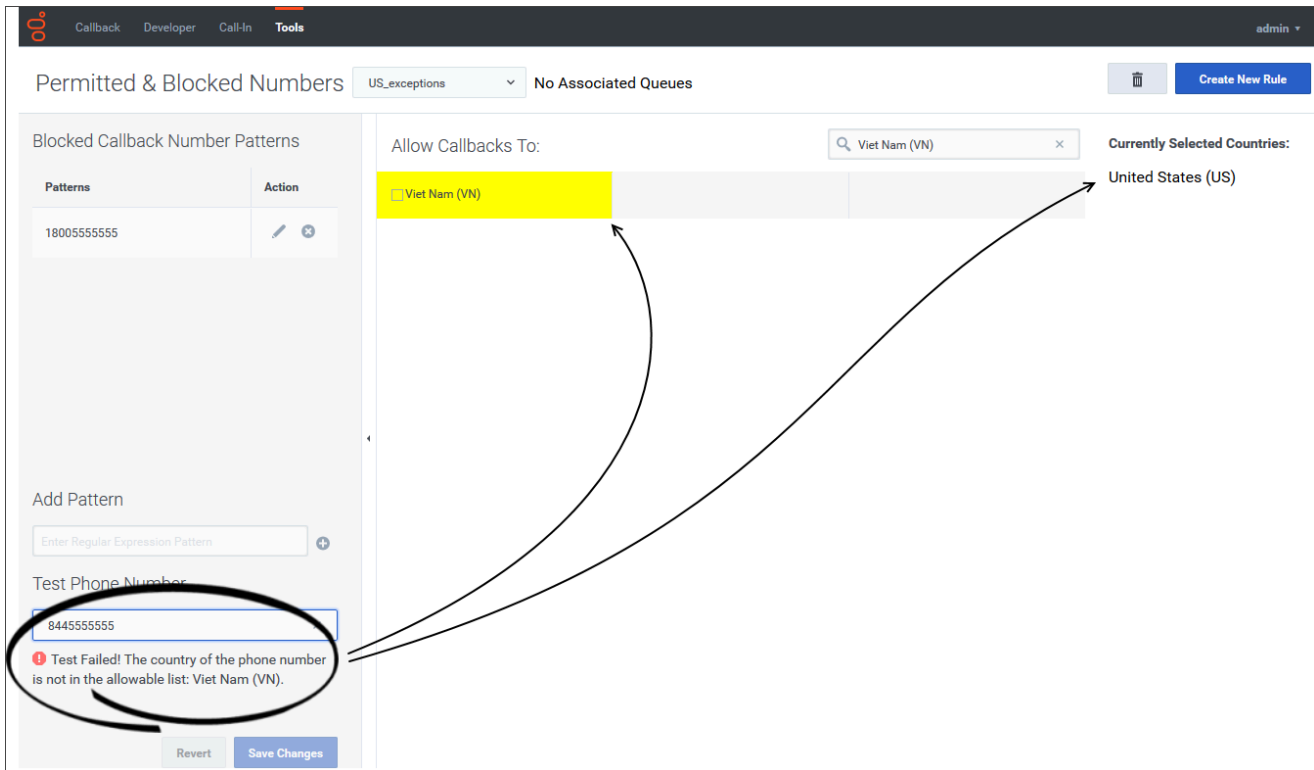 Callback Developer Call-In Tools admin
Permitted & Blocked Numbers US_exceptions No Associated Queues Create New Rule
Blocked Callback Number Patterns
Patterns Action
18005555555
Add Pattern
Enter Regular Expression Pattern
Test Phone Number
8445555555
Test Failed! The country of the phone number
is not in the allowable list: Viet Nam (VN).
Revert Save Changes
Allow Callbacks To: Viet Nam (VN)
Viet Nam (VN)
Currently Selected Countries:
United States (US)